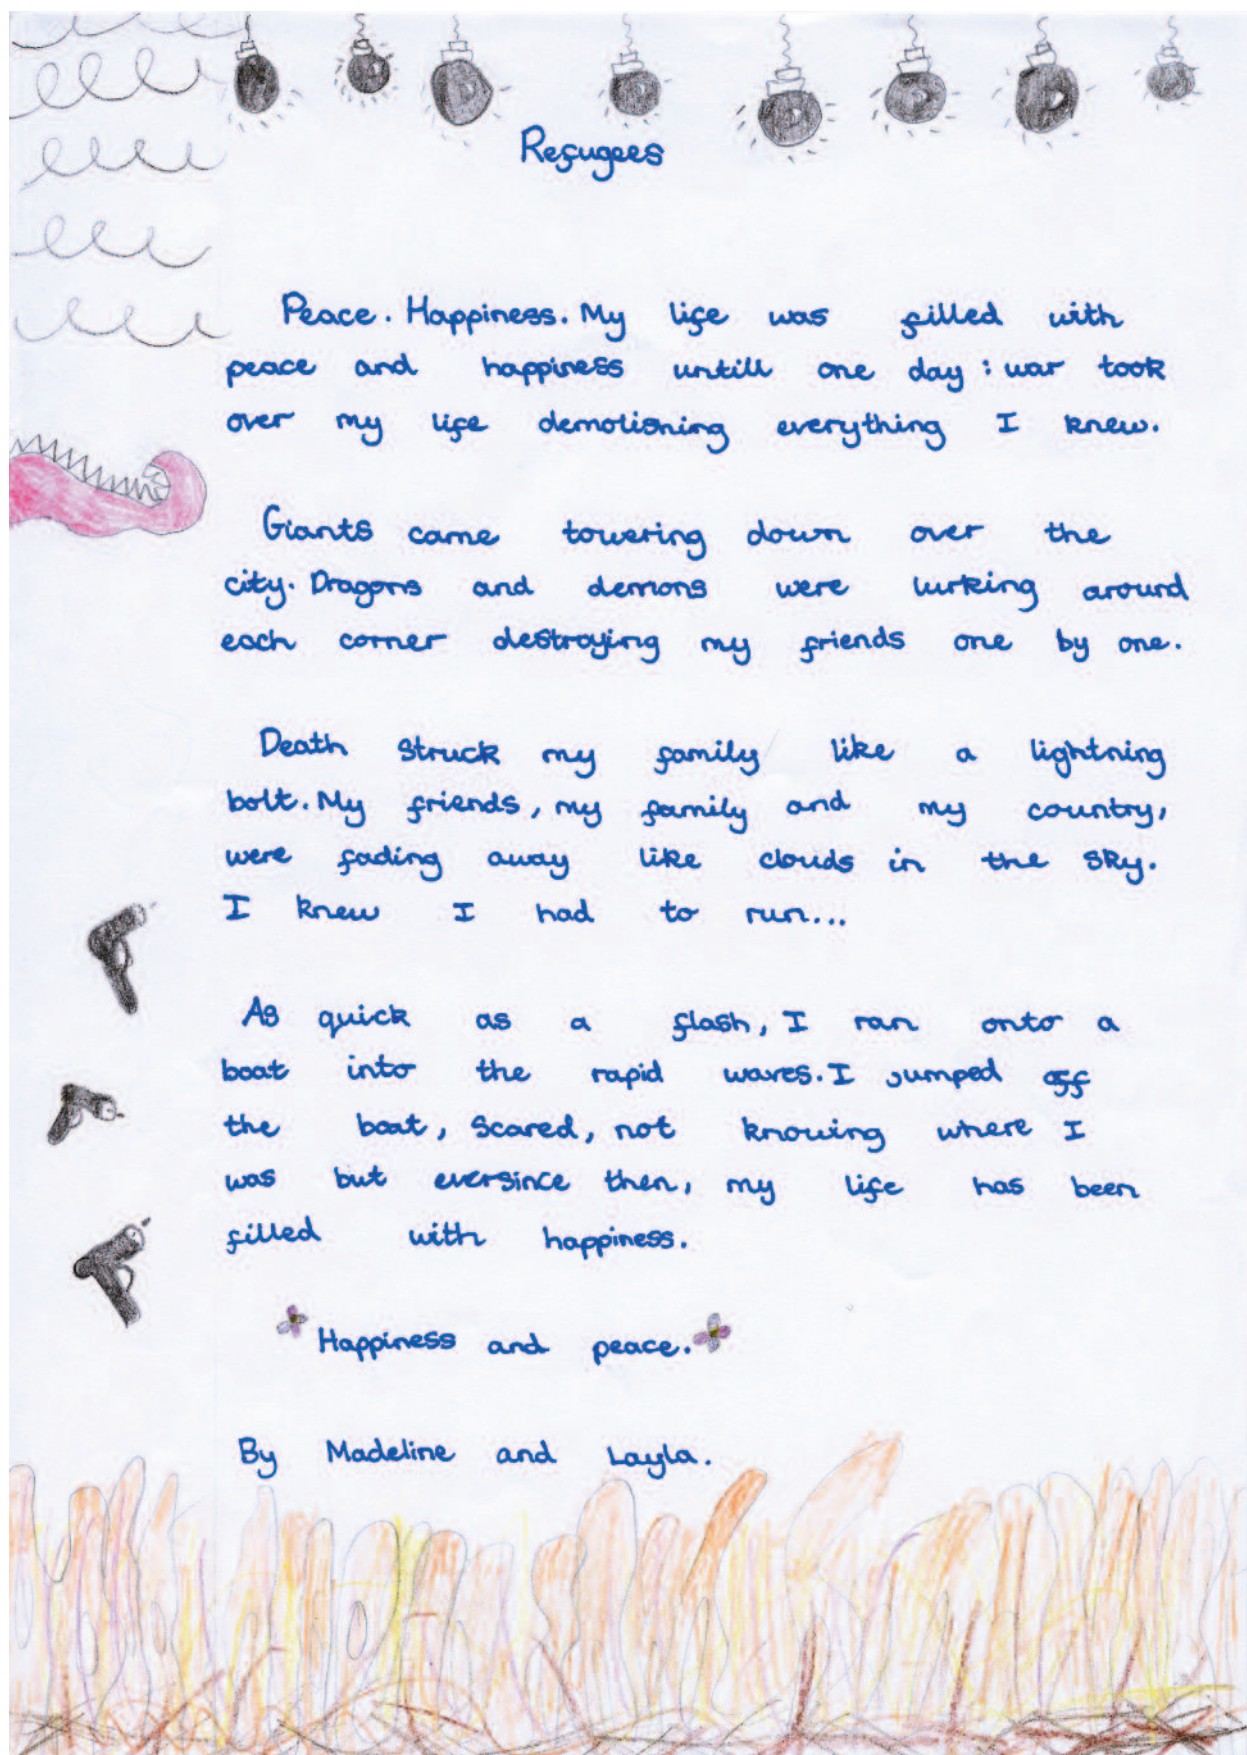 Refugees
Peace. Happiness. My life was filled with
peace and happiness untill one day : war took
over my life demolishing everything I knew.
Giants came towering down over the
city. Dragons and demons were lurking around
each corner destroying my friends one by one.
Death struck my family like a lightning
bolt. My friends, my family and my country,
were fading away like clouds in the sky.
I knew I had to run...
As quick as a flash, I ran onto a
boat into the rapid waves. I jumped off
the boat, scared, not knowing where I
was but eversince then, my life has been
filled with happiness.
Happiness and peace.
By Madeline and Layla.